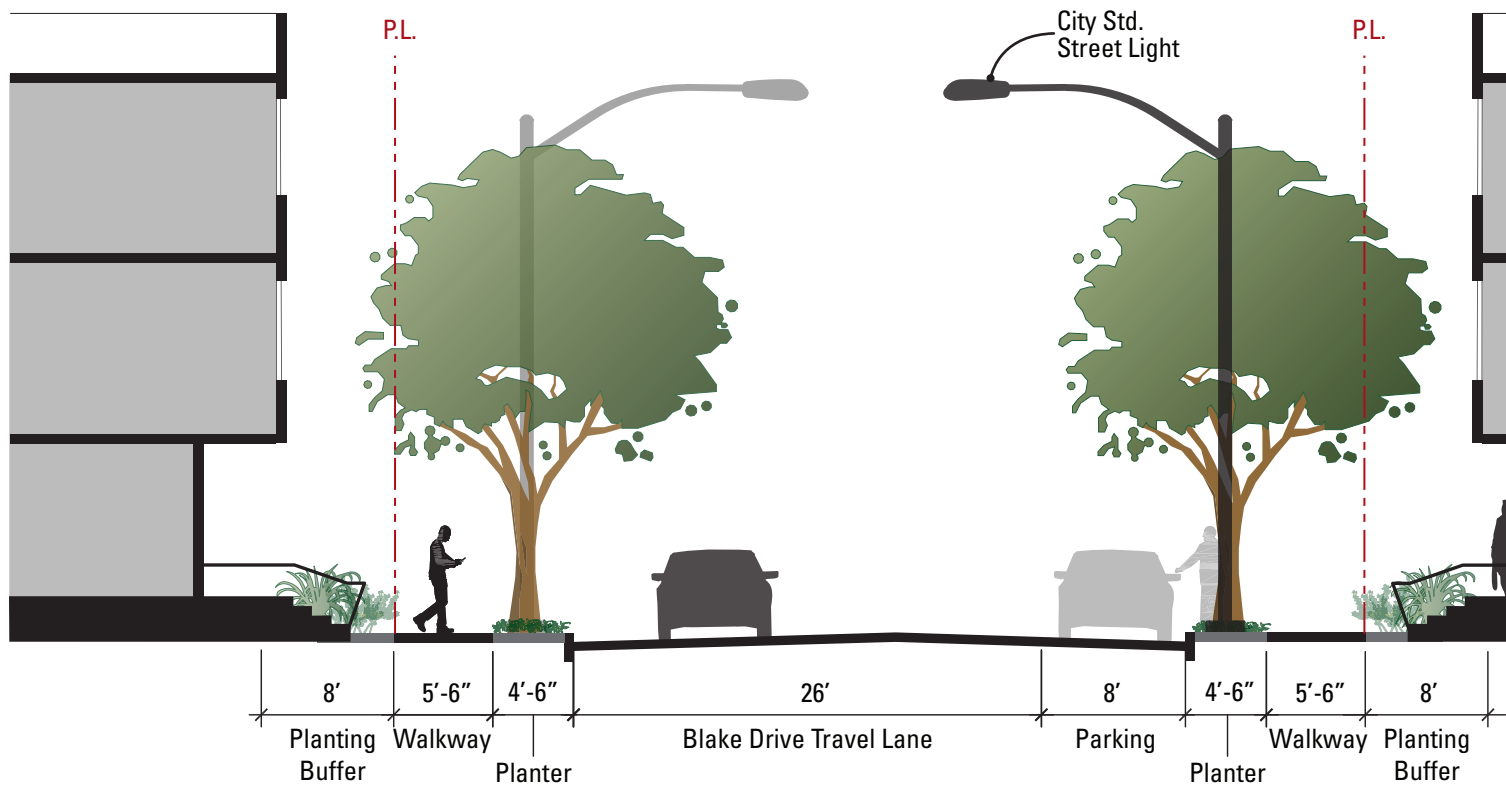 P.L.
City Std.
Street Light
P.L.
8’
5’-6”
4’-6”
26’
8’
4’-6”
5’-6”
8’
Planting
Buffer
Walkway
Planter
Blake Drive Travel Lane
Parking
Planter
Walkway
Planting
Buffer